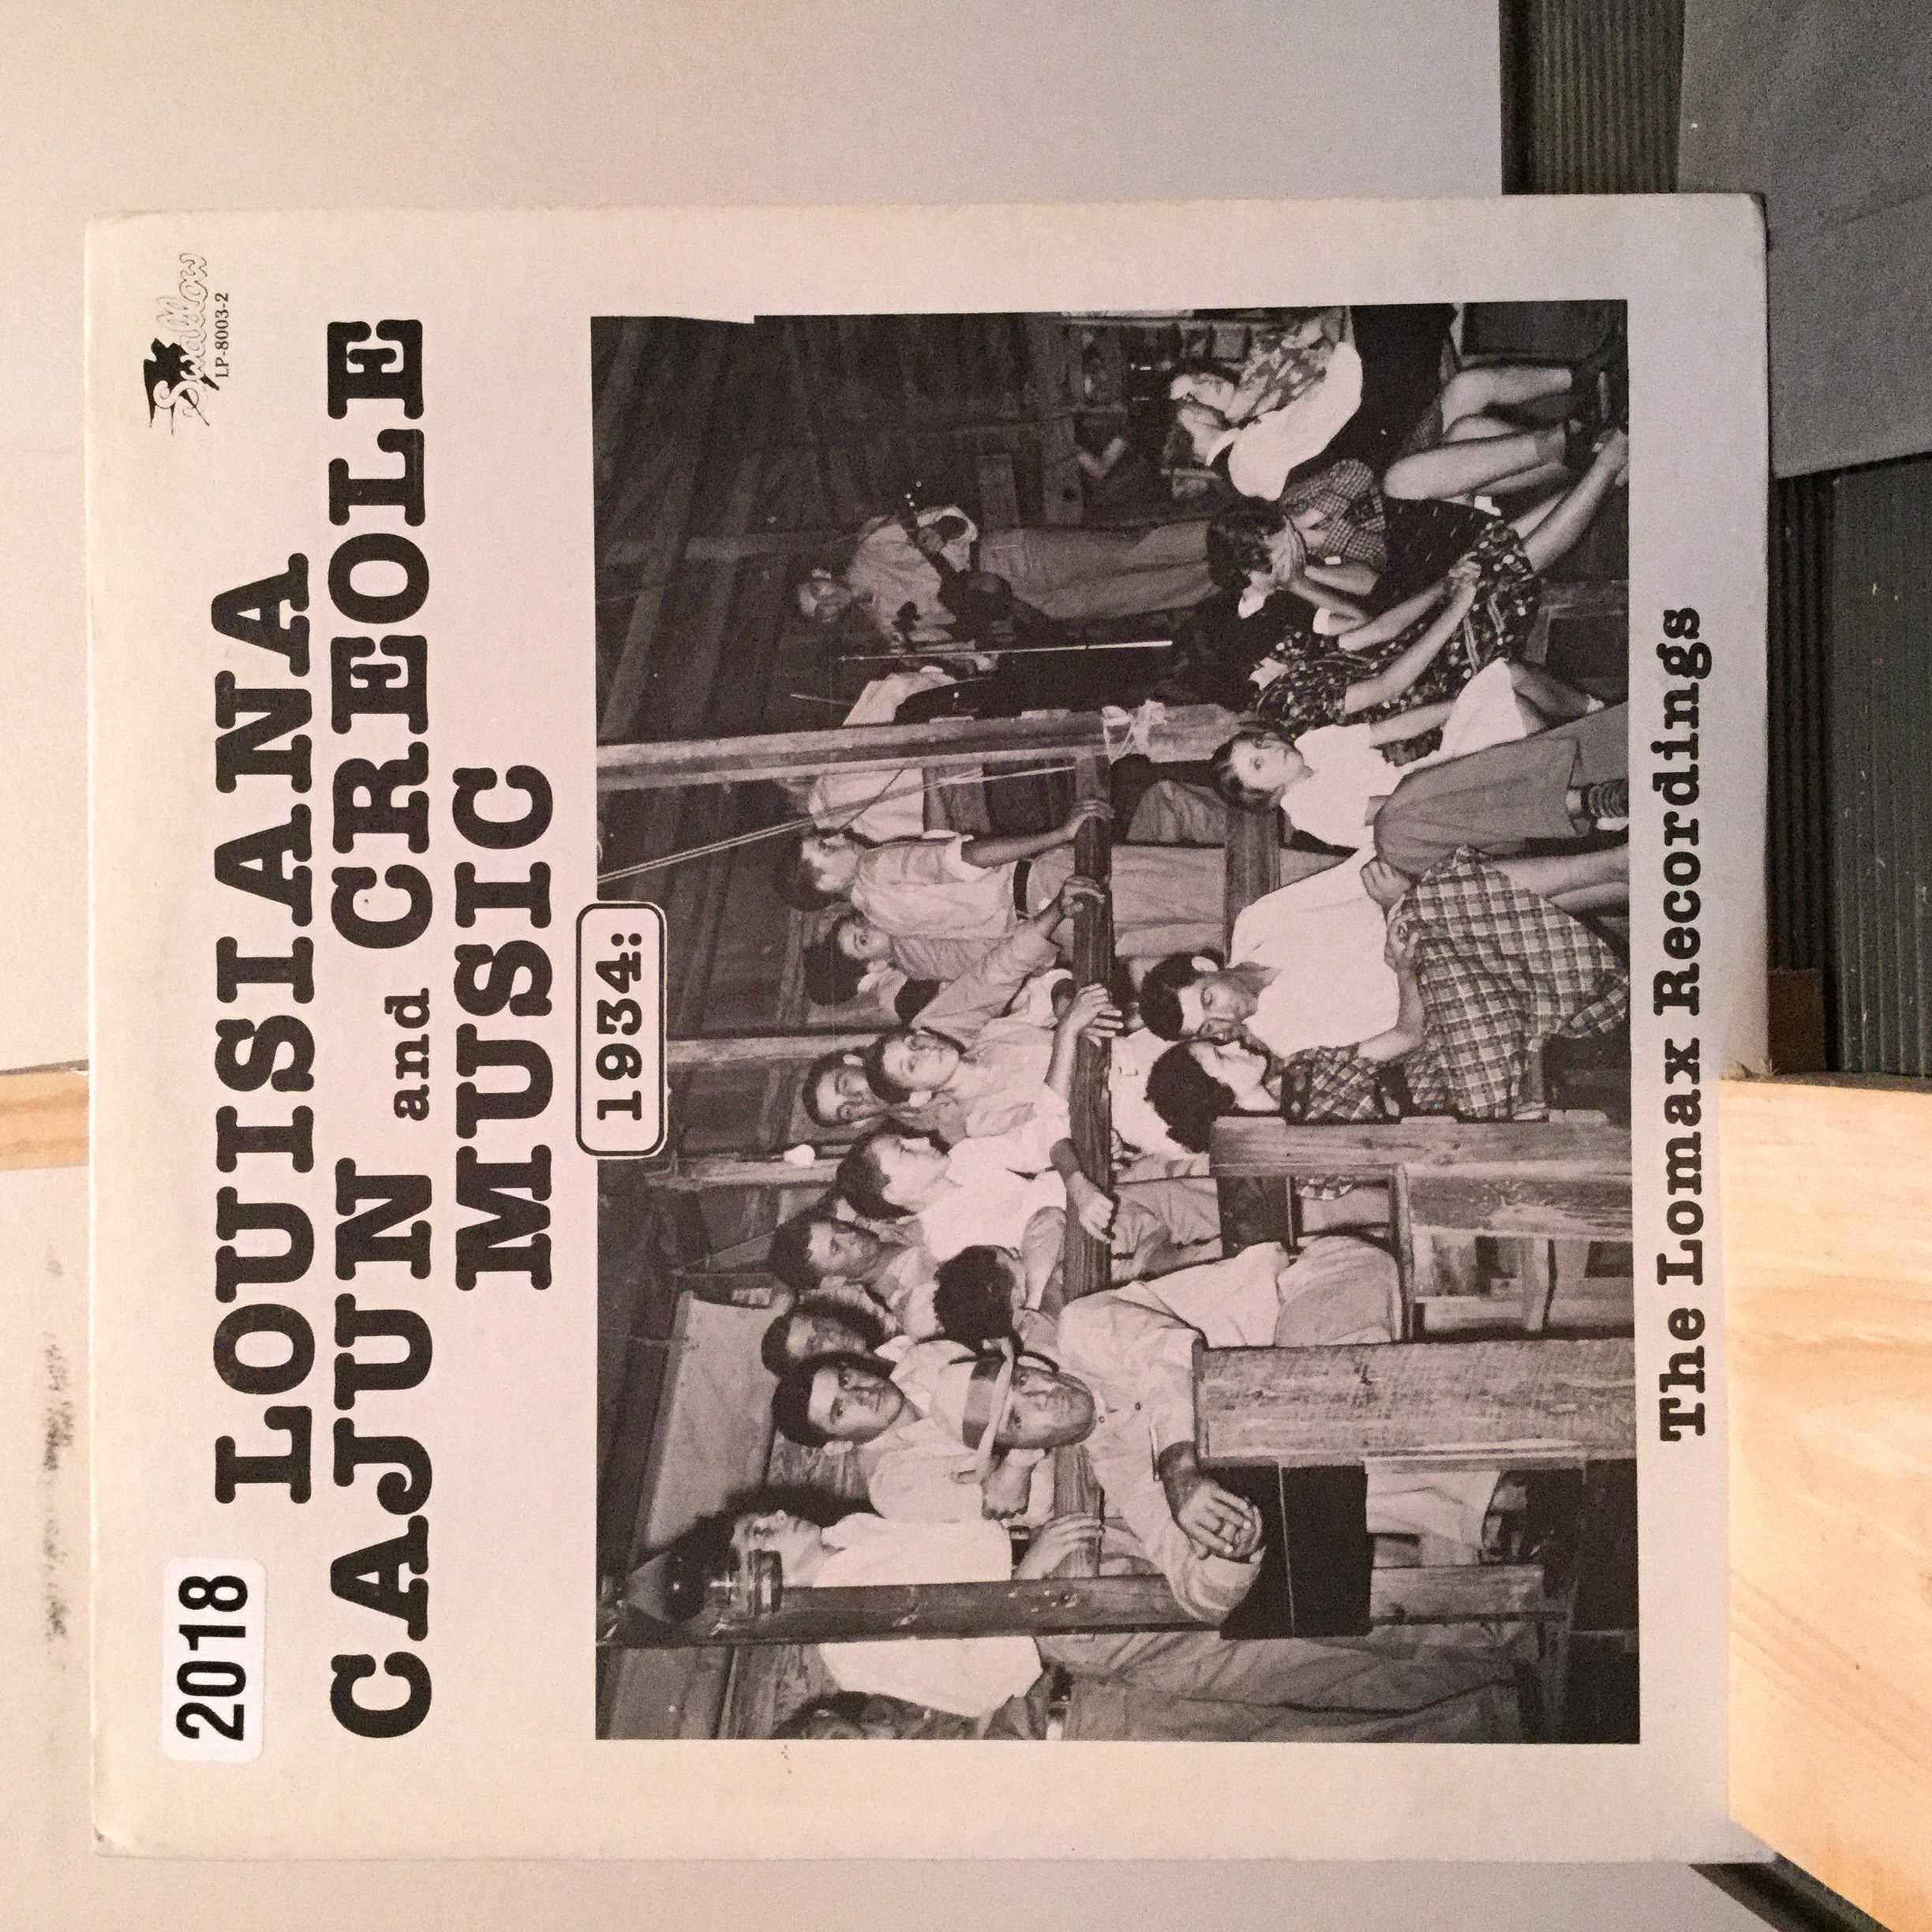 2018
Swallow
LP-8003-2
LOUISIANA
CAJUN and CREOLE
MUSIC
1934:
The Lomax Recordings